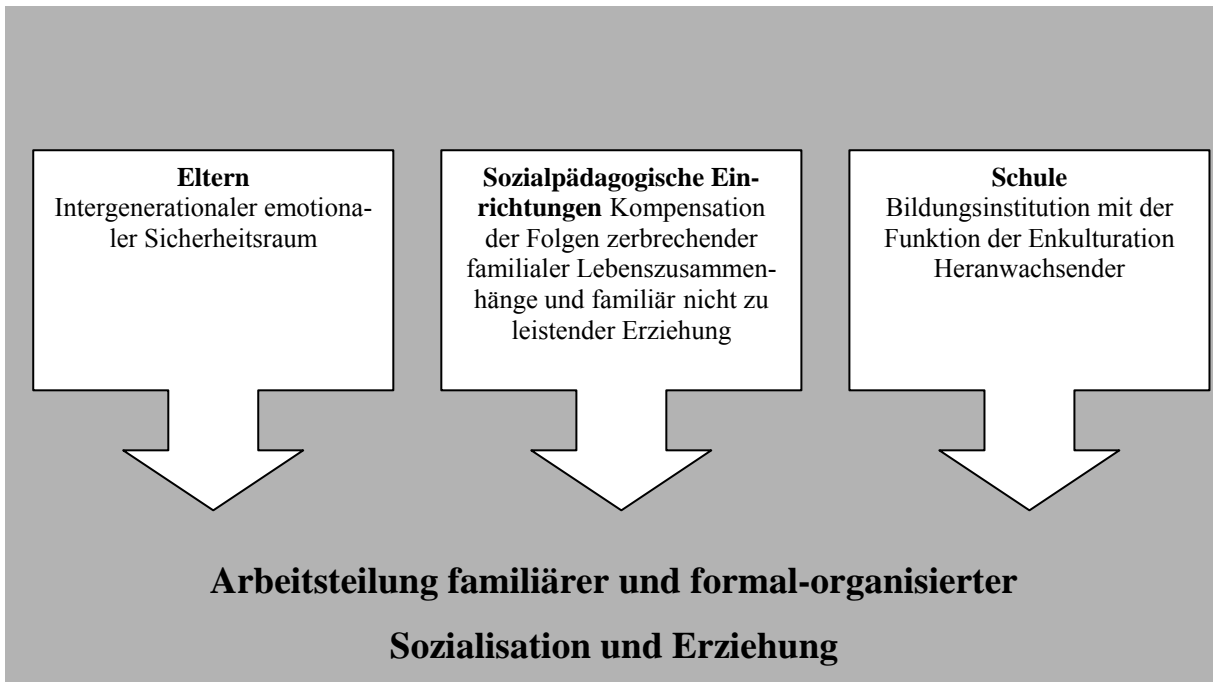 Eltern
Intergenerationaler emotiona-
ler Sicherheitsraum
Sozialpädagogische Ein-
richtungen Kompensation
der Folgen zerbrechender
familialer Lebenszusammen-
hänge und familiär nicht zu
leistender Erziehung
Schule
Bildungsinstitution mit der
Funktion der Enkulturation
Heranwachsender
Arbeitsteilung familiärer und formal-organisierter
Sozialisation und Erziehung